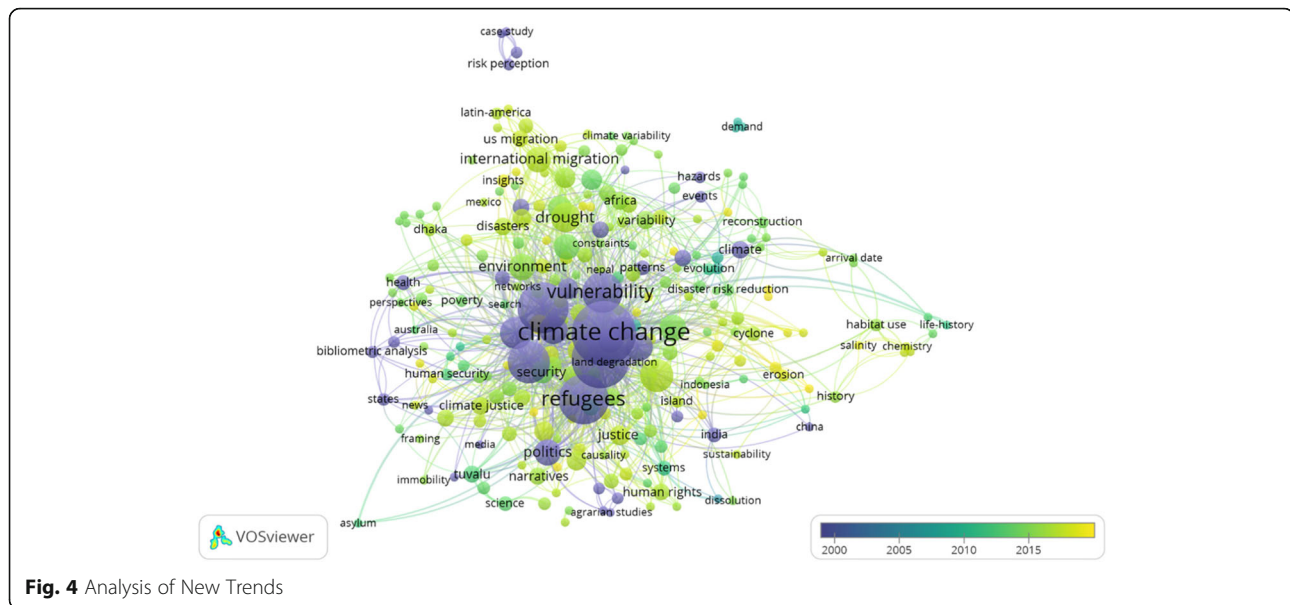 case study
risk perception
latin-america
demand
us migration
climate variability
international migration
hazards
insights
events
mexico
africa
drought
variability
reconstruction
disasters
dhaka
constraints
climate
arrival date
environment
nepal
patterns
evolution
health
networks
vulnerability
disaster risk reduction
perspectives
poverty
search
australia
climate change
cyclone
habitat use
life-history
salinity
chemistry
bibliometric analysis
land degradation
human security
security
erosion
indonesia
states
news
climate justice
refugees
island
history
framing
media
justice
india
china
politics
causality
sustainability
immobility
tuvalu
narratives
systems
human rights
science
agrarian studies
dissolution
asylum
VOSviewer
2000 2005 2010 2015
Fig. 4 Analysis of New Trends